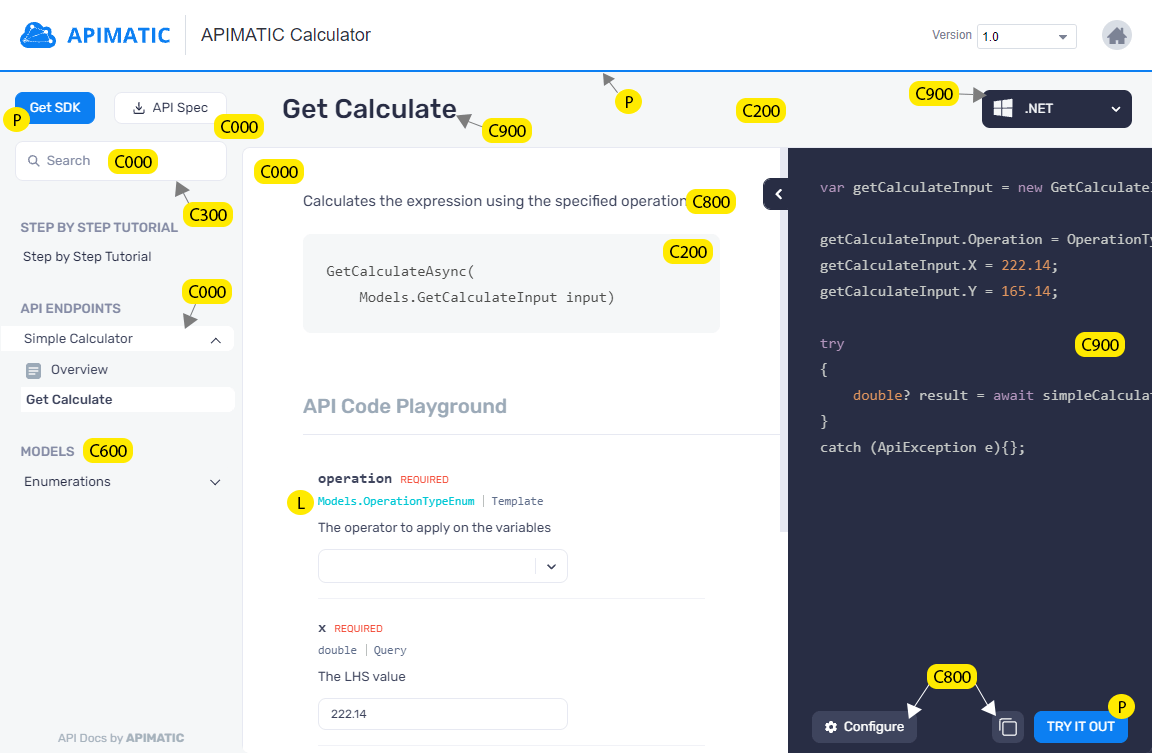 APIMATIC
APIMATIC Calculator
Version
1.0
P
Get SDK
P
API Spec
C000
Get Calculate
C900
C200
C900
.NET
Search
C000
C300
STEP BY STEP TUTORIAL
Step by Step Tutorial
C000
API ENDPOINTS
Simple Calculator
Overview
Get Calculate
MODELS
C600
Enumerations
API Docs by APIMATIC
C000
Calculates the expression using the specified operation
C800
C200
GetCalculateAsync(
Models.GetCalculateInput input)
API Code Playground
operation REQUIRED
L
Models.OperationTypeEnum | Template
The operator to apply on the variables
x REQUIRED
double | Query
The LHS value
222.14
var getCalculateInput = new GetCalculateI
getCalculateInput.Operation = OperationTy
getCalculateInput.X = 222.14;
getCalculateInput.Y = 165.14;
try
C900
{
double? result = await simpleCalculat
}
catch (ApiException e){};
C800
P
Configure
TRY IT OUT